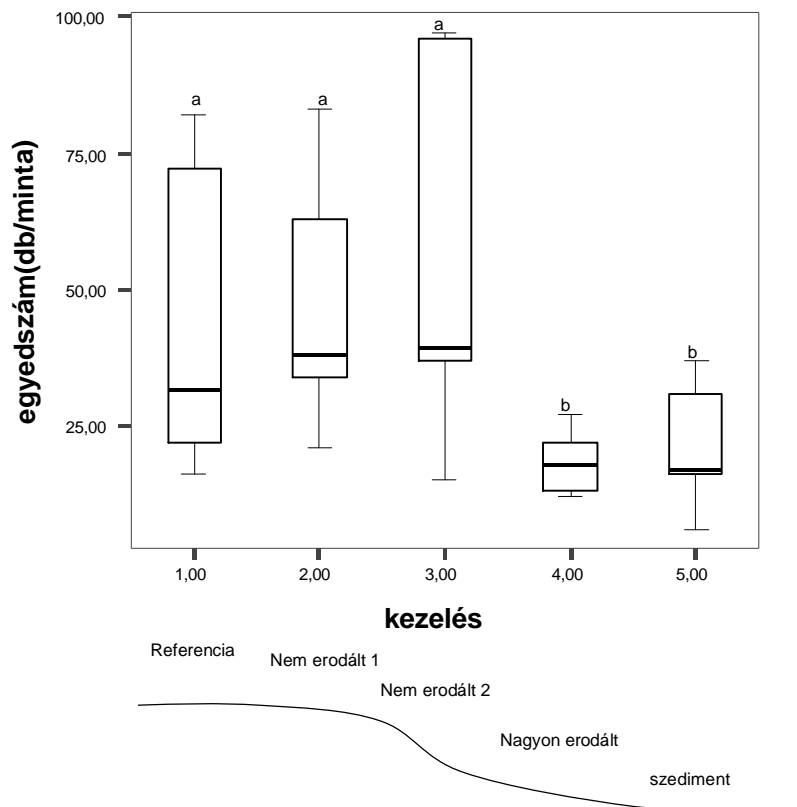 egyedszám(db/minta)
100,00
75,00
50,00
25,00
a
a
a
b
b
1,00
2,00
3,00
4,00
5,00
kezelés
Referencia
Nem erodált 1
Nem erodált 2
Nagyon erodált
szediment